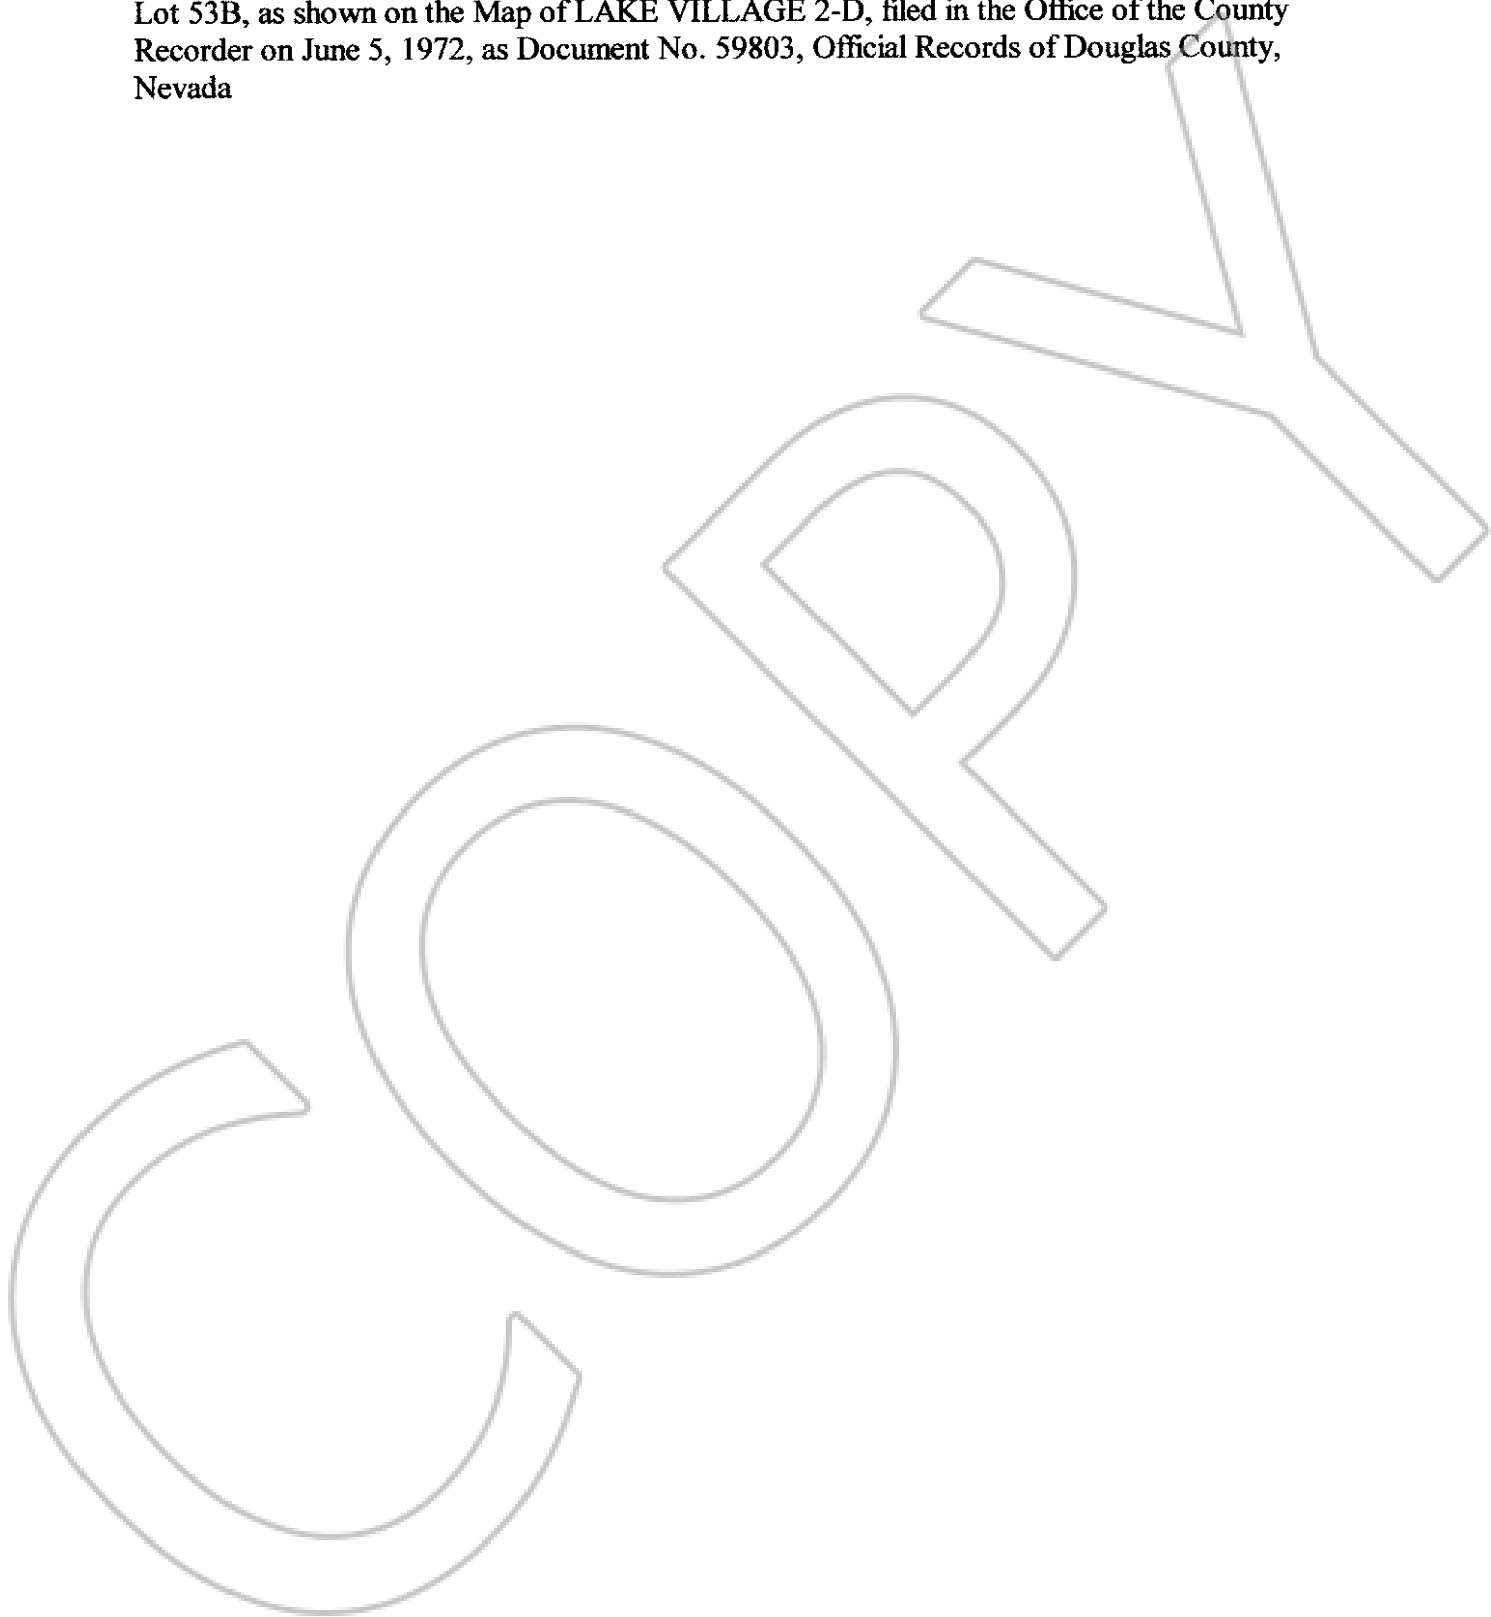 Lot 53B, as shown on the Map of LAKE VILLAGE 2-D, filed in the Office of the County
Recorder on June 5, 1972, as Document No. 59803, Official Records of Douglas County,
Nevada
COPY